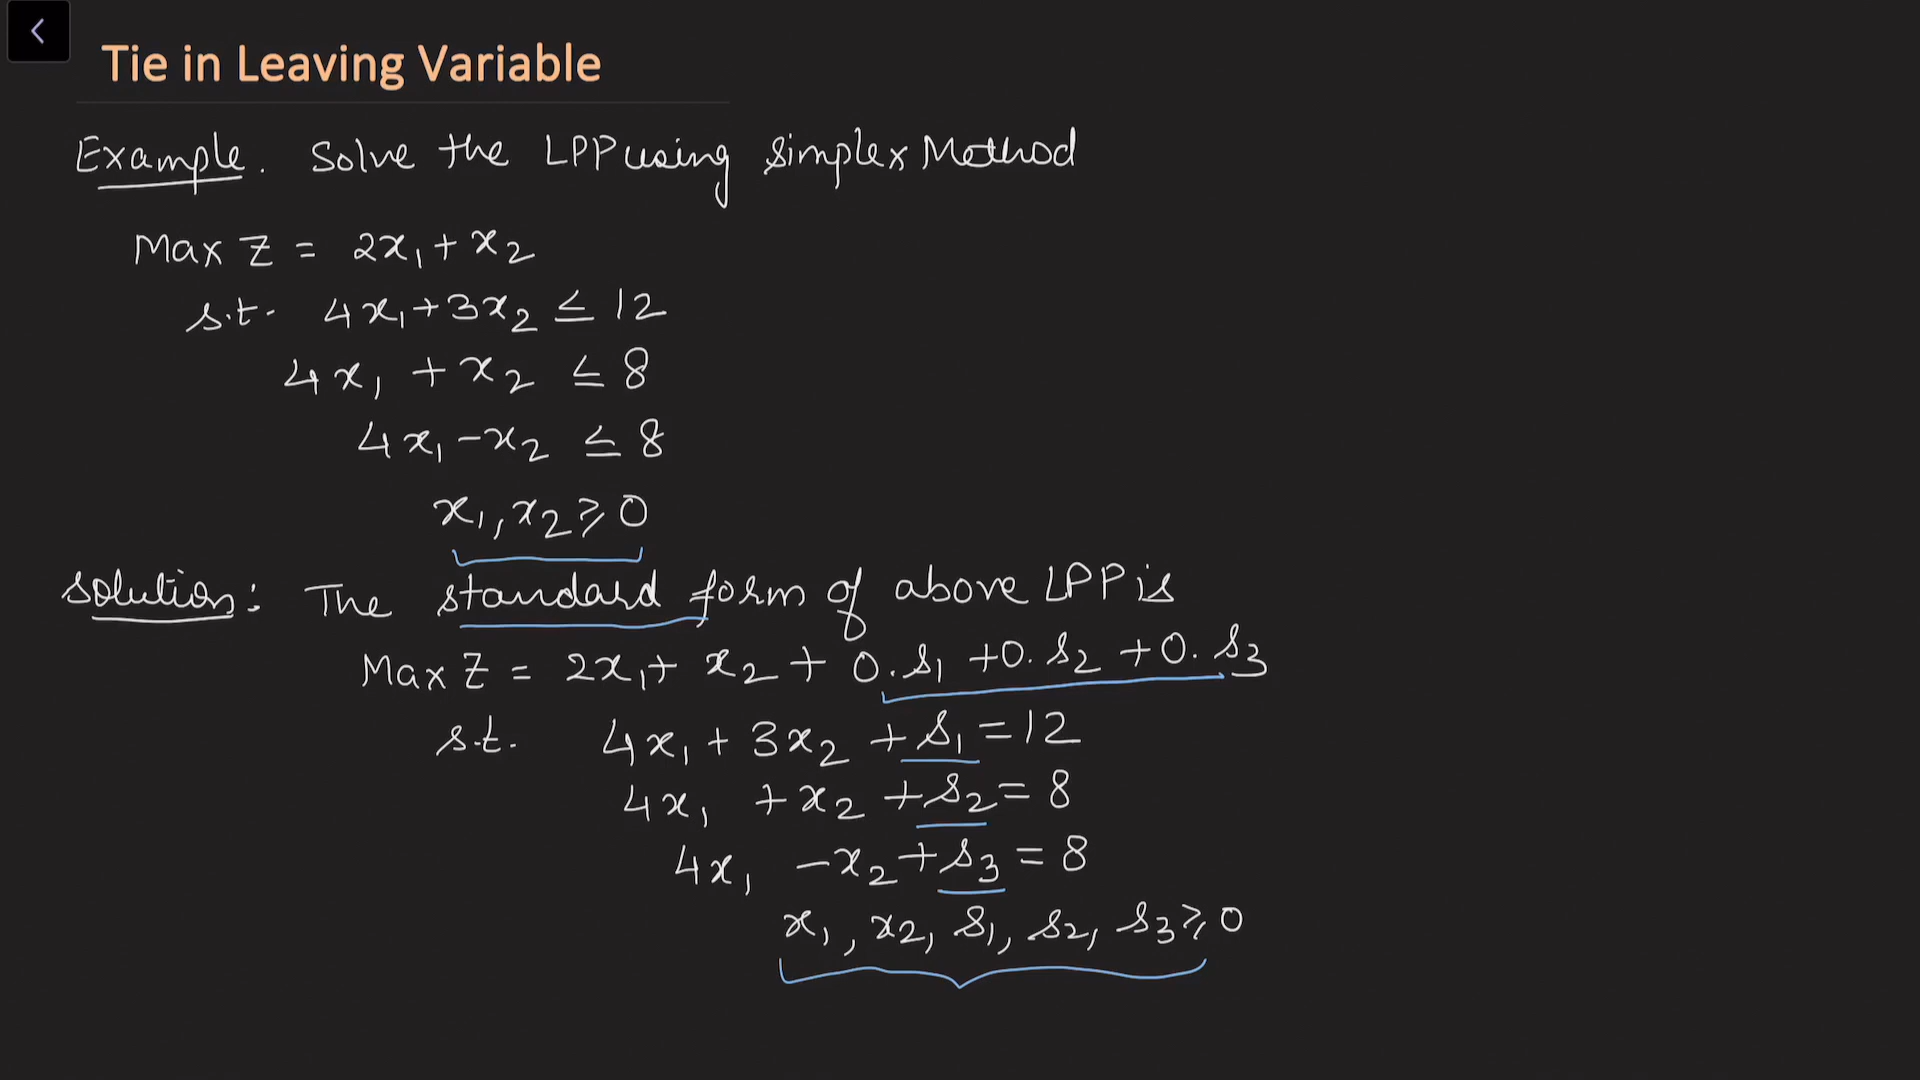 Tie in Leaving Variable
Example. Solve the LPP using Simplex Method
Max Z = 2x₁ + x₂
s.t. 4x₁ + 3x₂ ≤ 12
4x₁ + x₂ ≤ 8
4x₁ - x₂ ≤ 8
x₁, x₂ ≥ 0
Solution: The standard form of above LPP is
Max Z = 2x₁ + x₂ + 0.s₁ + 0.s₂ + 0.s₃
s.t. 4x₁ + 3x₂ + s₁ = 12
4x₁ + x₂ + s₂ = 8
4x₁ - x₂ + s₃ = 8
x₁, x₂, s₁, s₂, s₃ ≥ 0